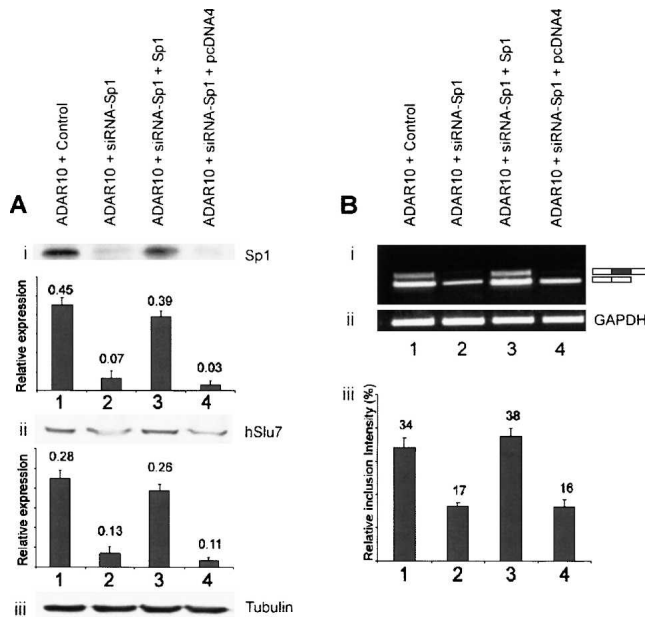 ADAR10 + Control
ADAR10 + siRNA-Sp1
ADAR10 + siRNA-Sp1 + Sp1
ADAR10 + siRNA-Sp1 + pcDNA4
A
i
Sp1
Relative expression
0.45
0.07
0.39
0.03
1 2 3 4
ii
hSlu7
Relative expression
0.28
0.13
0.26
0.11
1 2 3 4
iii
Tubulin
ADAR10 + Control
ADAR10 + siRNA-Sp1
ADAR10 + siRNA-Sp1 + Sp1
ADAR10 + siRNA-Sp1 + pcDNA4
B
i
ii
GAPDH
1 2 3 4
iii
Relative inclusion Intensity (%)
34
17
38
16
1 2 3 4